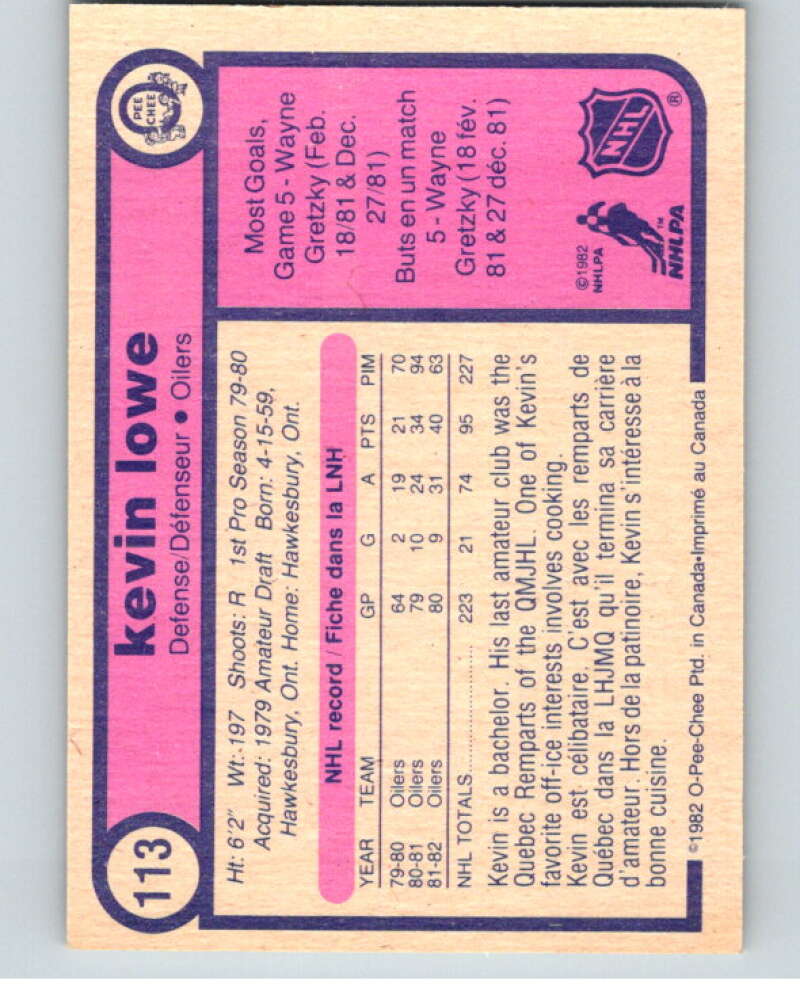 113
kevin lowe
Defense/Défenseur • Oilers
O PEE CHEE
Ht: 6'2" Wt: 197 Shoots: R 1st Pro Season 79-80
Acquired: 1979 Amateur Draft Born: 4-15-59,
Hawkesbury, Ont. Home: Hawkesbury, Ont.
NHL record / Fiche dans la LNH
YEAR TEAM GP G A PTS PIM
79-80 Oilers 64 2 19 21 70
80-81 Oilers 79 10 24 34 94
81-82 Oilers 80 9 31 40 63
NHL TOTALS.................... 223 21 74 95 227
Kevin is a bachelor. His last amateur club was the
Quebec Remparts of the QMJHL. One of Kevin's
favorite off-ice interests involves cooking.
Kevin est célibataire. C'est avec les remparts de
Québec dans la LHJMQ qu'il termina sa carrière
d'amateur. Hors de la patinoire, Kevin s'intéresse à la
bonne cuisine.
©1982 O-Pee-Chee Ptd. in Canada•Imprimé au Canada
Most Goals,
Game 5 - Wayne
Gretzky (Feb.
18/81 & Dec.
27/81)
Buts en un match
5 - Wayne
Gretzky (18 fév.
81 & 27 déc. 81)
©1982
NHLPA
NHLPA™
NHL®